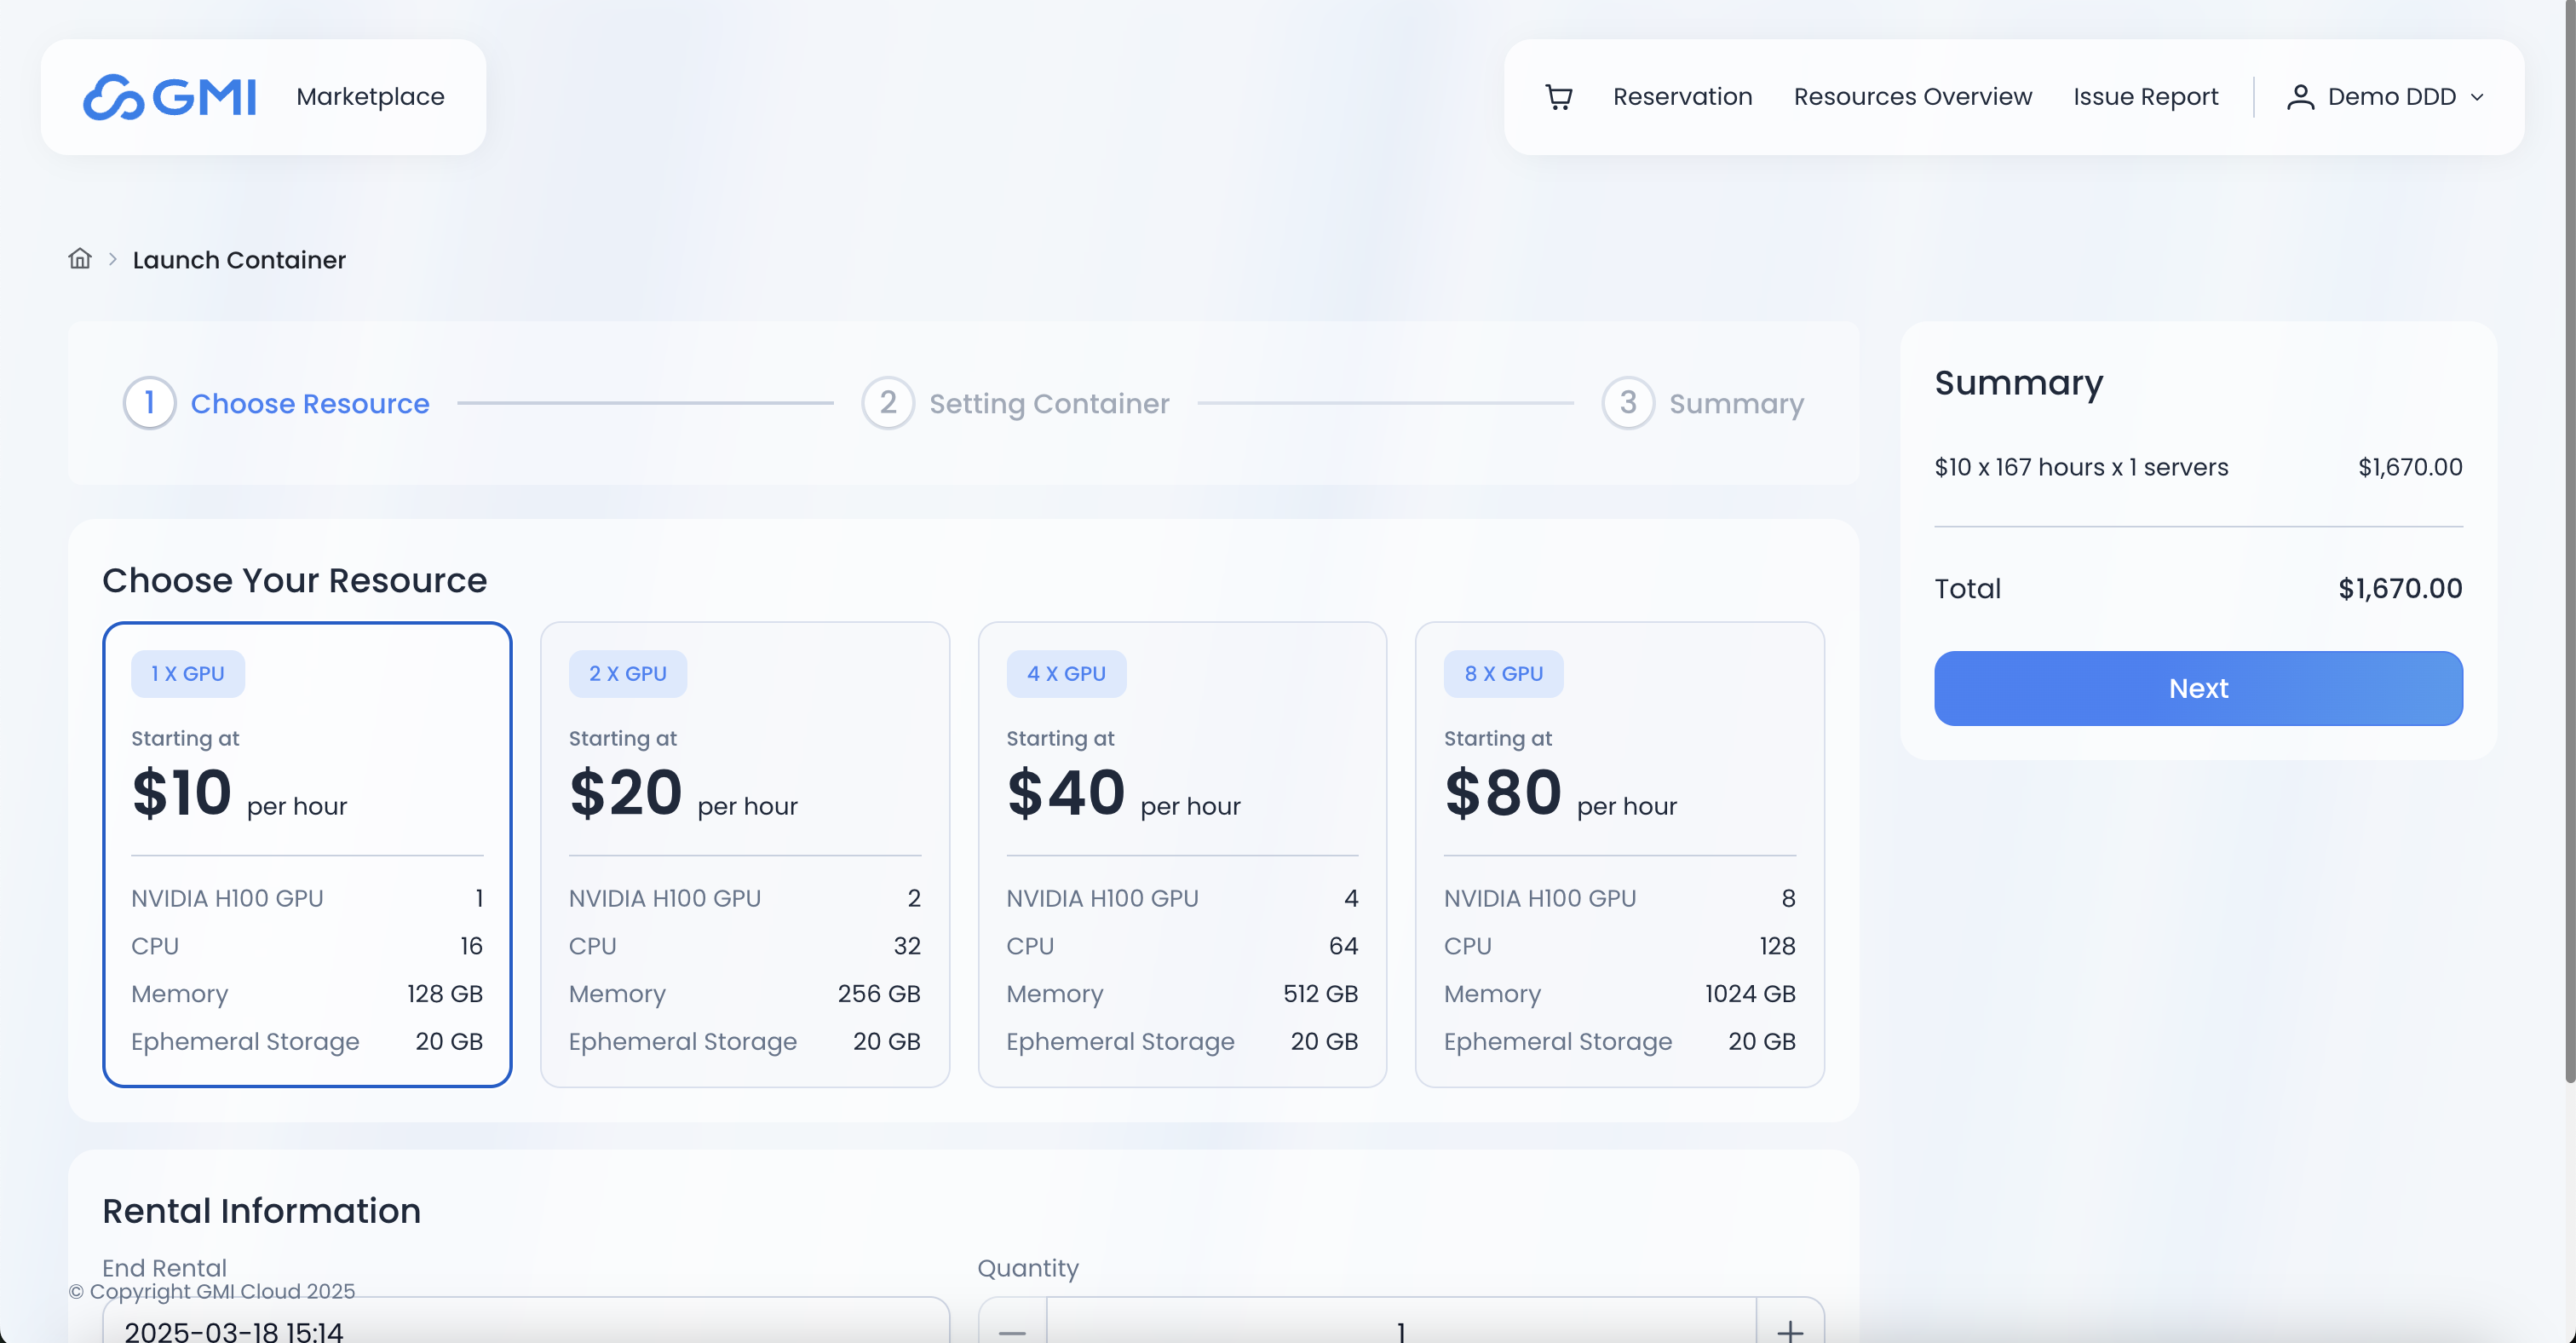 GMI Marketplace
Reservation Resources Overview Issue Report Demo DDD
Launch Container
1 Choose Resource 2 Setting Container 3 Summary
Summary
$10 x 167 hours x 1 servers $1,670.00
Total $1,670.00
Next
Choose Your Resource
1 X GPU
Starting at
$10 per hour
NVIDIA H100 GPU 1
CPU 16
Memory 128 GB
Ephemeral Storage 20 GB
2 X GPU
Starting at
$20 per hour
NVIDIA H100 GPU 2
CPU 32
Memory 256 GB
Ephemeral Storage 20 GB
4 X GPU
Starting at
$40 per hour
NVIDIA H100 GPU 4
CPU 64
Memory 512 GB
Ephemeral Storage 20 GB
8 X GPU
Starting at
$80 per hour
NVIDIA H100 GPU 8
CPU 128
Memory 1024 GB
Ephemeral Storage 20 GB
Rental Information
End Rental
2025-03-18 15:14
Quantity
1
© Copyright GMI Cloud 2025